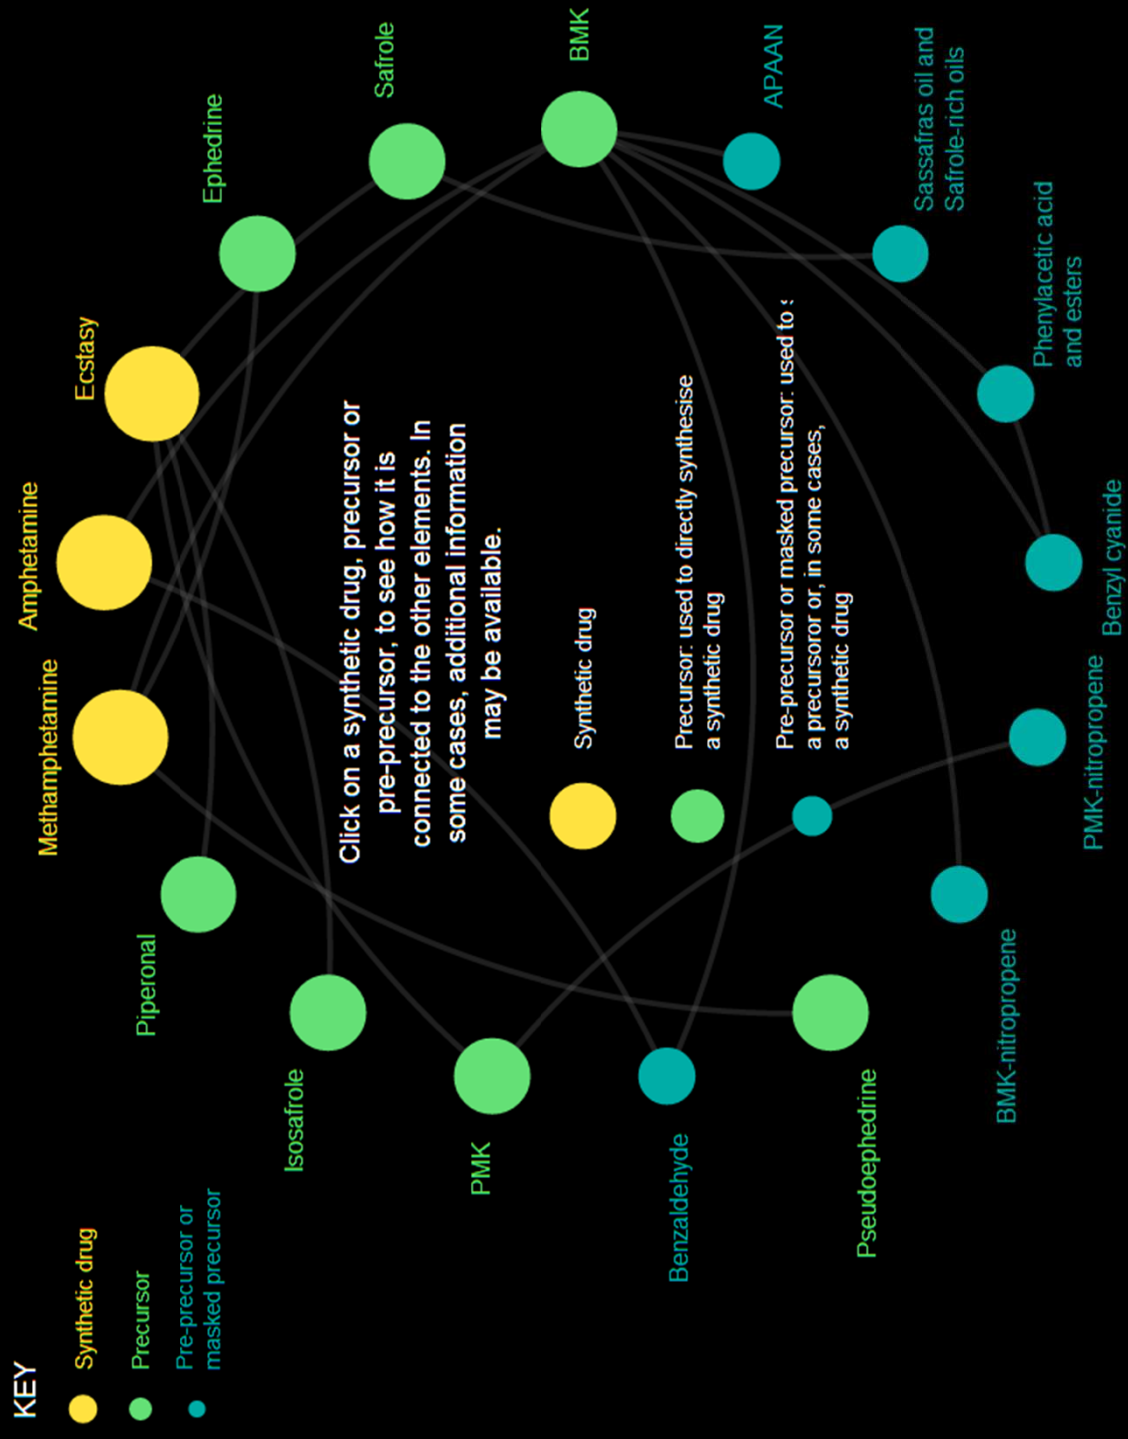 KEY
Synthetic drug
Precursor
Pre-precursor or
masked precursor
Methamphetamine
Amphetamine
Ecstasy
Ephedrine
Safrole
BMK
APAAN
Sassafras oil and
Safrole-rich oils
Phenylacetic acid
and esters
Benzyl cyanide
PMK-nitropropene
BMK-nitropropene
Pseudoephedrine
Benzaldehyde
PMK
Isosafrole
Piperonal
Click on a synthetic drug, precursor or
pre-precursor, to see how it is
connected to the other elements. In
some cases, additional information
may be available.
Synthetic drug
Precursor: used to directly synthesise
a synthetic drug
Pre-precursor or masked precursor: used to
a precursoror or, in some cases,
a synthetic drug